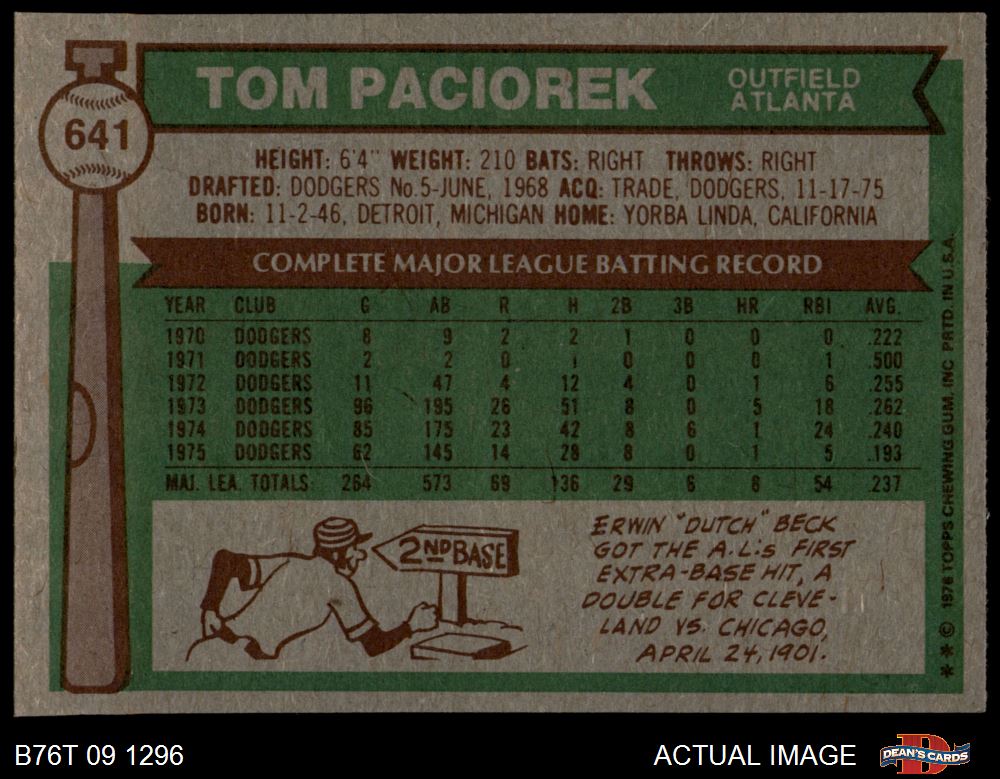 641
TOM PACIOREK
OUTFIELD
ATLANTA
HEIGHT: 6'4" WEIGHT: 210 BATS: RIGHT THROWS: RIGHT
DRAFTED: DODGERS No. 5-JUNE, 1968 ACQ: TRADE, DODGERS, 11-17-75
BORN: 11-2-46, DETROIT, MICHIGAN HOME: YORBA LINDA, CALIFORNIA
COMPLETE MAJOR LEAGUE BATTING RECORD
YEAR CLUB G AB R H 2B 3B HR RBI AVG.
1970 DODGERS 8 9 2 2 1 0 0 0 .222
1971 DODGERS 2 2 0 1 0 0 0 1 .500
1972 DODGERS 11 47 4 12 4 0 1 6 .255
1973 DODGERS 96 195 26 51 8 0 5 18 .262
1974 DODGERS 85 175 23 42 8 6 1 24 .240
1975 DODGERS 62 145 14 28 8 0 1 5 .193
MAJ. LEA. TOTALS 264 573 69 136 29 6 8 54 .237
2ND BASE
ERWIN "DUTCH" BECK
GOT THE A.L.'s FIRST
EXTRA-BASE HIT, A
DOUBLE FOR CLEVE-
LAND VS. CHICAGO,
APRIL 24, 1901.
** © 1976 TOPPS CHEWING GUM, INC PRTD. IN U.S.A.
B76T 09 1296
ACTUAL IMAGE
DEAN'S CARDS